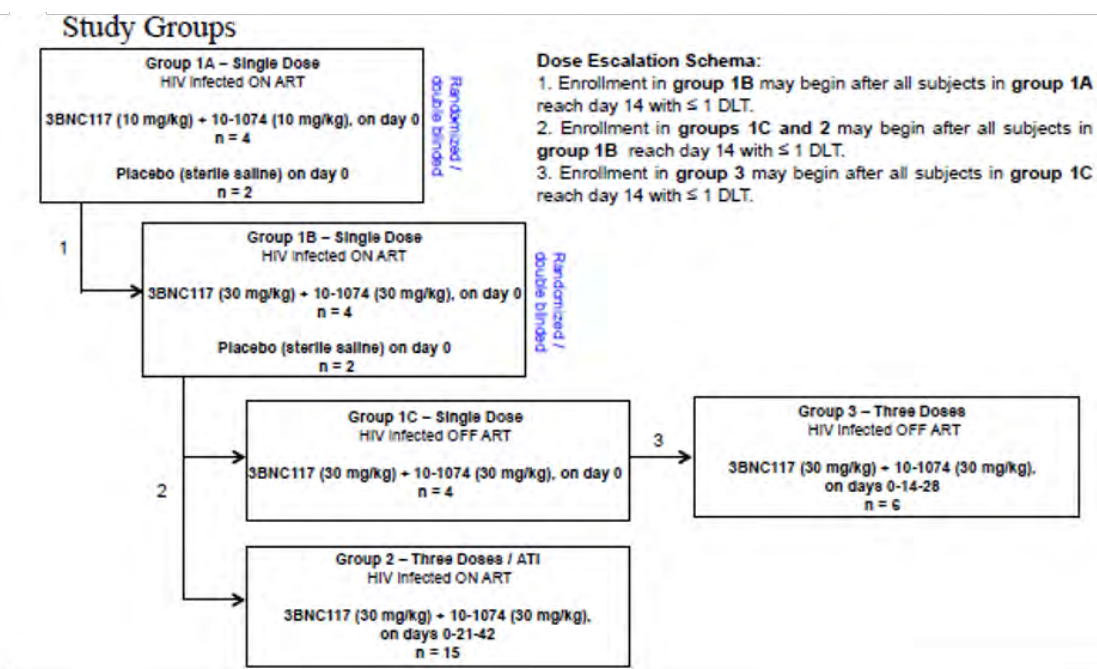 Study Groups
Group 1A – Single Dose
HIV Infected ON ART
3BNC117 (10 mg/kg) + 10-1074 (10 mg/kg), on day 0
n = 4
Placebo (sterile saline) on day 0
n = 2
Randomized /
double blinded
Dose Escalation Schema:
1. Enrollment in group 1B may begin after all subjects in group 1A
reach day 14 with ≤ 1 DLT.
2. Enrollment in groups 1C and 2 may begin after all subjects in
group 1B reach day 14 with ≤ 1 DLT.
3. Enrollment in group 3 may begin after all subjects in group 1C
reach day 14 with ≤ 1 DLT.
1
Group 1B – Single Dose
HIV Infected ON ART
3BNC117 (30 mg/kg) + 10-1074 (30 mg/kg), on day 0
n = 4
Placebo (sterile saline) on day 0
n = 2
Randomized /
double blinded
2
Group 1C – Single Dose
HIV Infected OFF ART
3BNC117 (30 mg/kg) + 10-1074 (30 mg/kg), on day 0
n = 4
3
Group 3 – Three Doses
HIV Infected OFF ART
3BNC117 (30 mg/kg) + 10-1074 (30 mg/kg),
on days 0-14-28
n = 6
Group 2 – Three Doses / ATI
HIV Infected ON ART
3BNC117 (30 mg/kg) + 10-1074 (30 mg/kg),
on days 0-21-42
n = 15